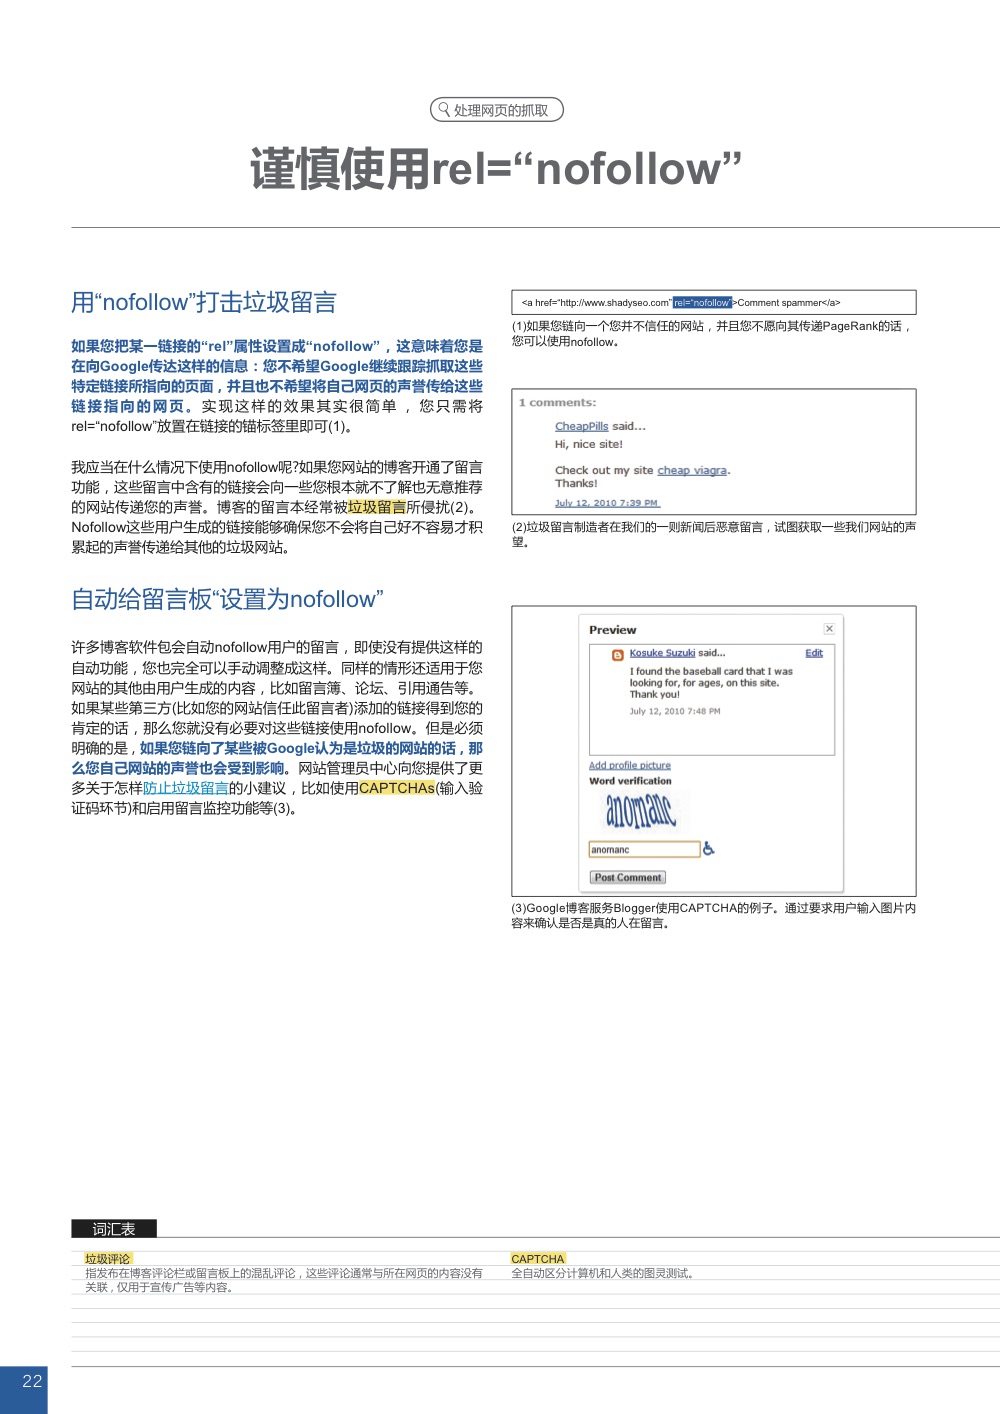 处理网页的抓取
谨慎使用rel=“nofollow”
用“nofollow”打击垃圾留言
如果您把某一链接的“rel”属性设置成“nofollow”，这意味着您是
在向Google传达这样的信息：您不希望Google继续跟踪抓取这些
特定链接所指向的页面，并且也不希望将自己网页的声誉传给这些
链接指向的网页。实现这样的效果其实很简单，您只需将
rel=“nofollow”放置在链接的锚标签里即可(1)。
我应当在什么情况下使用nofollow呢?如果您网站的博客开通了留言
功能，这些留言中含有的链接会向一些您根本就不了解也无意推荐
的网站传递您的声誉。博客的留言本经常被垃圾留言所侵扰(2)。
Nofollow这些用户生成的链接能够确保您不会将自己好不容易才积
累起的声誉传递给其他的垃圾网站。
自动给留言板“设置为nofollow”
许多博客软件包会自动nofollow用户的留言，即使没有提供这样的
自动功能，您也完全可以手动调整成这样。同样的情形还适用于您
网站的其他由用户生成的内容，比如留言簿、论坛、引用通告等。
如果某些第三方(比如您的网站信任此留言者)添加的链接得到您的
肯定的话，那么您就没有必要对这些链接使用nofollow。但是必须
明确的是，如果您链向了某些被Google认为是垃圾的网站的话，那
么您自己网站的声誉也会受到影响。网站管理员中心向您提供了更
多关于怎样防止垃圾留言的小建议，比如使用CAPTCHAs(输入验
证码环节)和启用留言监控功能等(3)。
<a href="http://www.shadyseo.com" rel="nofollow">Comment spammer</a>
(1)如果您链向一个您并不信任的网站，并且您不愿向其传递PageRank的话，
您可以使用nofollow。
1 comments:
CheapPills said...
Hi, nice site!
Check out my site cheap viagra.
Thanks!
July 12, 2010 7:39 PM
(2)垃圾留言制造者在我们的一则新闻后恶意留言，试图获取一些我们网站的声
望。
Preview
Kosuke Suzuki said... Edit
I found the baseball card that I was
looking for, for ages, on this site.
Thank you!
July 12, 2010 7:48 PM
Add profile picture
Word verification
anomanc
anomanc
Post Comment
(3)Google博客服务Blogger使用CAPTCHA的例子。通过要求用户输入图片内
容来确认是否是真的人在留言。
词汇表
垃圾评论
指发布在博客评论栏或留言板上的混乱评论，这些评论通常与所在网页的内容没有
关联，仅用于宣传广告等内容。
CAPTCHA
全自动区分计算机和人类的图灵测试。
22